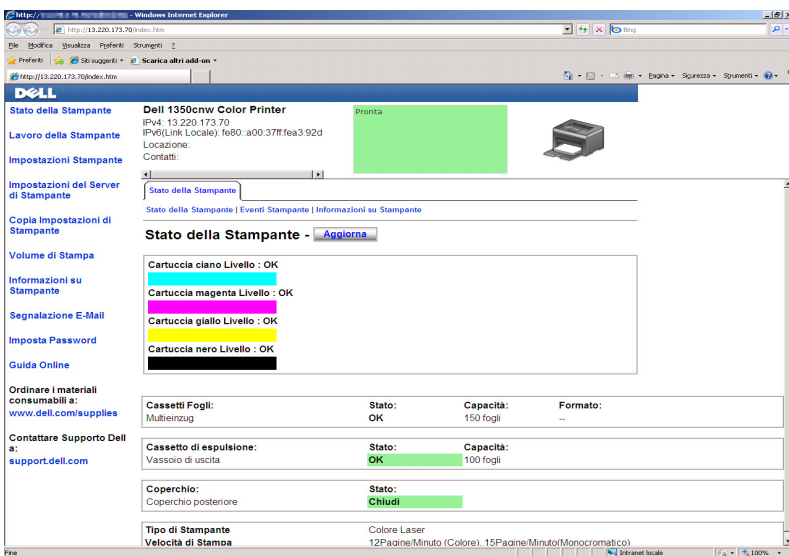 http:// - Windows Internet Explorer
http://13.220.173.70/index.htm
Bing
File Modifica Visualizza Preferiti Strumenti ?
Preferiti Siti suggeriti Scarica altri add-on
http://13.220.173.70/index.htm
Pagina Sicurezza Strumenti
DELL
Stato della Stampante
Lavoro della Stampante
Impostazioni Stampante
Impostazioni del Server
di Stampante
Copia Impostazioni di
Stampante
Volume di Stampa
Informazioni su
Stampante
Segnalazione E-Mail
Imposta Password
Guida Online
Ordinare i materiali
consumabili a:
www.dell.com/supplies
Contattare Supporto Dell
a:
support.dell.com
Dell 1350cnw Color Printer
IPv4: 13.220.173.70
IPv6(Link Locale): fe80::a00:37ff:fea3:92d
Locazione:
Contatti:
Pronta
Stato della Stampante
Stato della Stampante | Eventi Stampante | Informazioni su Stampante
Stato della Stampante - Aggiorna
Cartuccia ciano Livello : OK
Cartuccia magenta Livello : OK
Cartuccia giallo Livello : OK
Cartuccia nero Livello : OK
Cassetti Fogli: Stato: Capacità: Formato:
Multieinzug OK 150 fogli --
Cassetto di espulsione: Stato: Capacità:
Vassoio di uscita OK 100 fogli
Coperchio: Stato:
Coperchio posteriore Chiudi
Tipo di Stampante Colore Laser
Velocità di Stampa 12Pagine/Minuto (Colore), 15Pagine/Minuto(Monocromatico)
Fine Intranet locale 100%